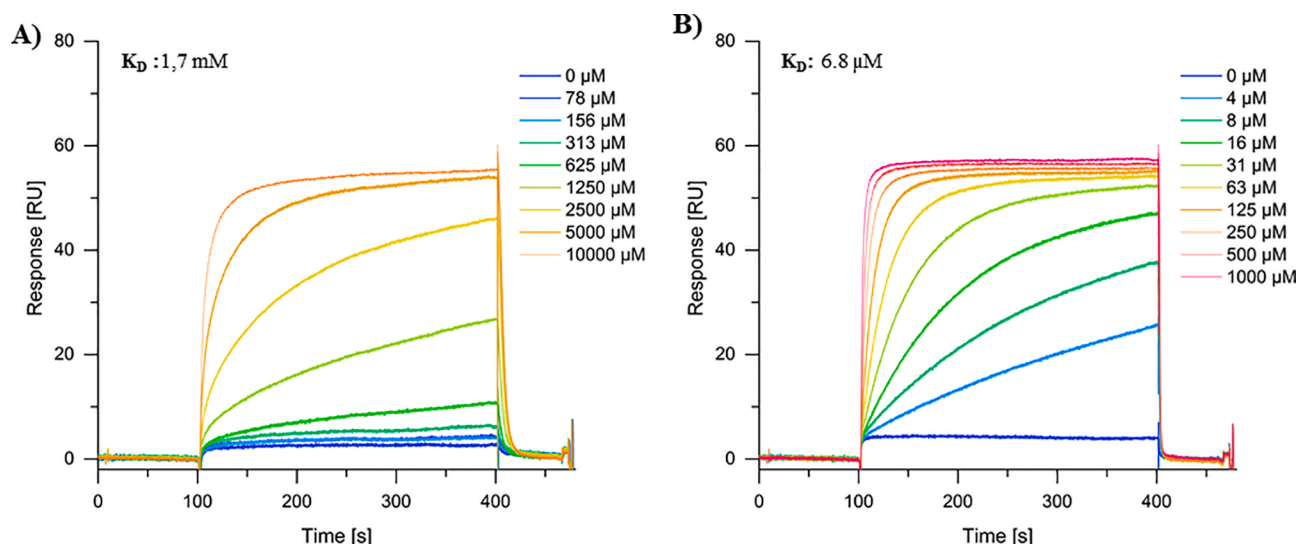 A)
K_D :1,7 mM
80
60
40
20
0
Response [RU]
0
100
200
300
400
Time [s]
0 µM
78 µM
156 µM
313 µM
625 µM
1250 µM
2500 µM
5000 µM
10000 µM
B)
K_D: 6.8 µM
80
60
40
20
0
Response [RU]
0
100
200
300
400
Time [s]
0 µM
4 µM
8 µM
16 µM
31 µM
63 µM
125 µM
250 µM
500 µM
1000 µM